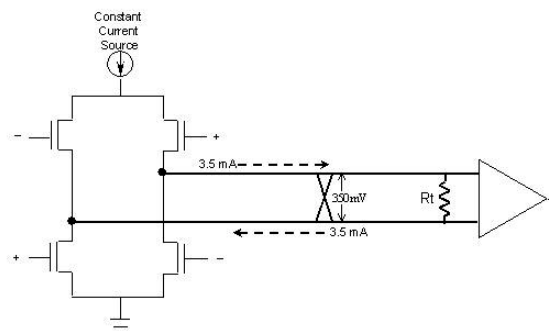 Constant
Current
Source
−
+
3.5 mA
350mV
Rt
3.5 mA
+
−